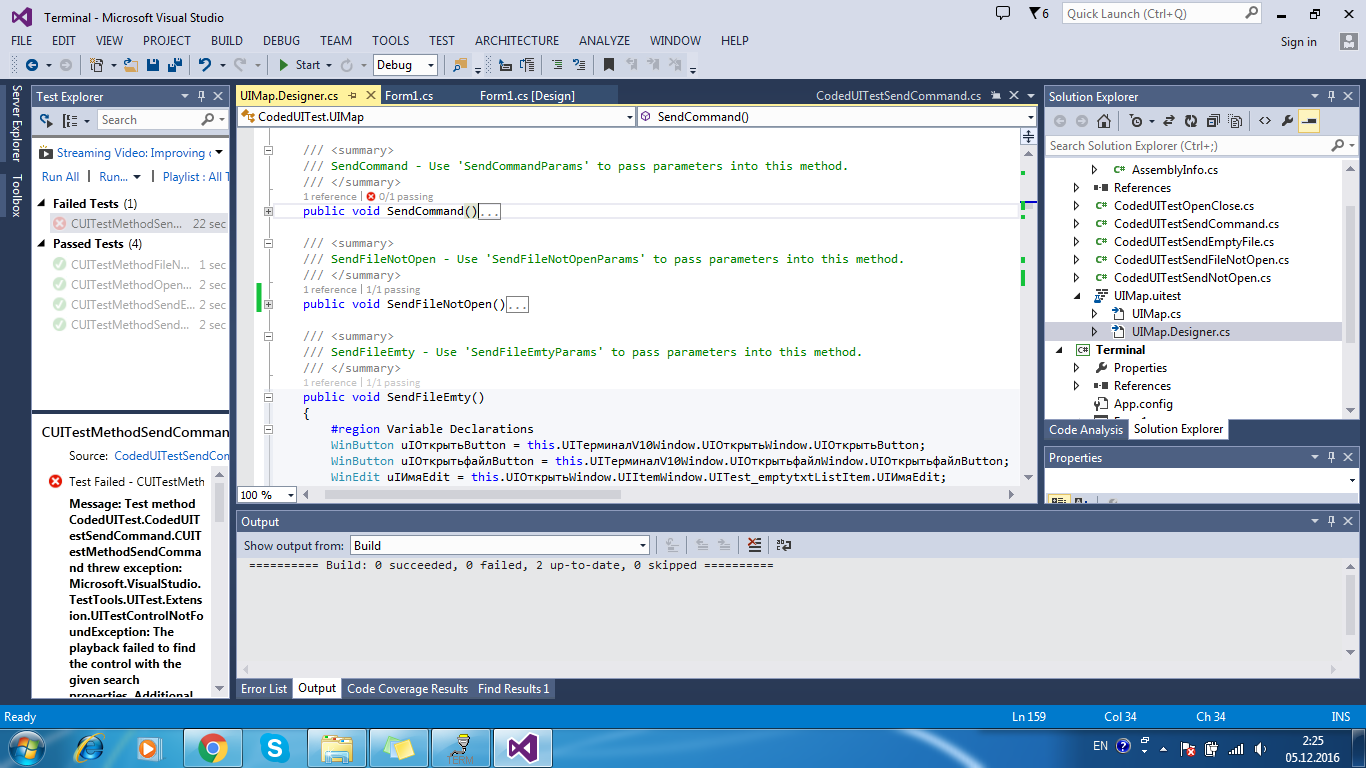 Terminal - Microsoft Visual Studio
6
Quick Launch (Ctrl+Q)
FILE EDIT VIEW PROJECT BUILD DEBUG TEAM TOOLS TEST ARCHITECTURE ANALYZE WINDOW HELP
Sign in
Start Debug
Server Explorer
Toolbox
Test Explorer
Search
Streaming Video: Improving
Run All | Run... | Playlist : All T
Failed Tests (1)
CUITestMethodSen... 22 sec
Passed Tests (4)
CUITestMethodFileN... 1 sec
CUITestMethodOpen... 2 sec
CUITestMethodSendE... 2 sec
CUITestMethodSend... 2 sec
CUITestMethodSendComman
Source: CodedUITestSendCom
Test Failed - CUITestMeth
Message: Test method
CodedUITest.CodedUIT
estSendCommand.CUIT
estMethodSendComma
nd threw exception:
Microsoft.VisualStudio.
TestTools.UITest.Extens
ion.UITestControlNotFo
undException: The
playback failed to find
the control with the
given search
properties. Additional
UIMap.Designer.cs Form1.cs Form1.cs [Design] CodedUITestSendCommand.cs
CodedUITest.UIMap SendCommand()
/// <summary>
/// SendCommand - Use 'SendCommandParams' to pass parameters into this method.
/// </summary>
1 reference | 0/1 passing
public void SendCommand()...
/// <summary>
/// SendFileNotOpen - Use 'SendFileNotOpenParams' to pass parameters into this method.
/// </summary>
1 reference | 1/1 passing
public void SendFileNotOpen()...
/// <summary>
/// SendFileEmty - Use 'SendFileEmtyParams' to pass parameters into this method.
/// </summary>
1 reference | 1/1 passing
public void SendFileEmty()
{
#region Variable Declarations
WinButton uIОткрытьButton = this.UIТерминалV10Window.UIОткрытьWindow.UIОткрытьButton;
WinButton uIОткрытьфайлButton = this.UIТерминалV10Window.UIОткрытьфайлWindow.UIОткрытьфайлButton;
WinEdit uIИмяEdit = this.UIОткрытьWindow.UIItemWindow.UITest_emptytxtListItem.UIИмяEdit;
100 %
Output
Show output from: Build
========== Build: 0 succeeded, 0 failed, 2 up-to-date, 0 skipped ==========
Error List Output Code Coverage Results Find Results 1
Solution Explorer
Search Solution Explorer (Ctrl+;)
AssemblyInfo.cs
References
CodedUITestOpenClose.cs
CodedUITestSendCommand.cs
CodedUITestSendEmptyFile.cs
CodedUITestSendFileNotOpen.cs
CodedUITestSendNotOpen.cs
UIMap.uitest
UIMap.cs
UIMap.Designer.cs
Terminal
Properties
References
App.config
Code Analysis Solution Explorer
Properties
Ready Ln 159 Col 34 Ch 34 INS
TERM
EN 2:25
05.12.2016